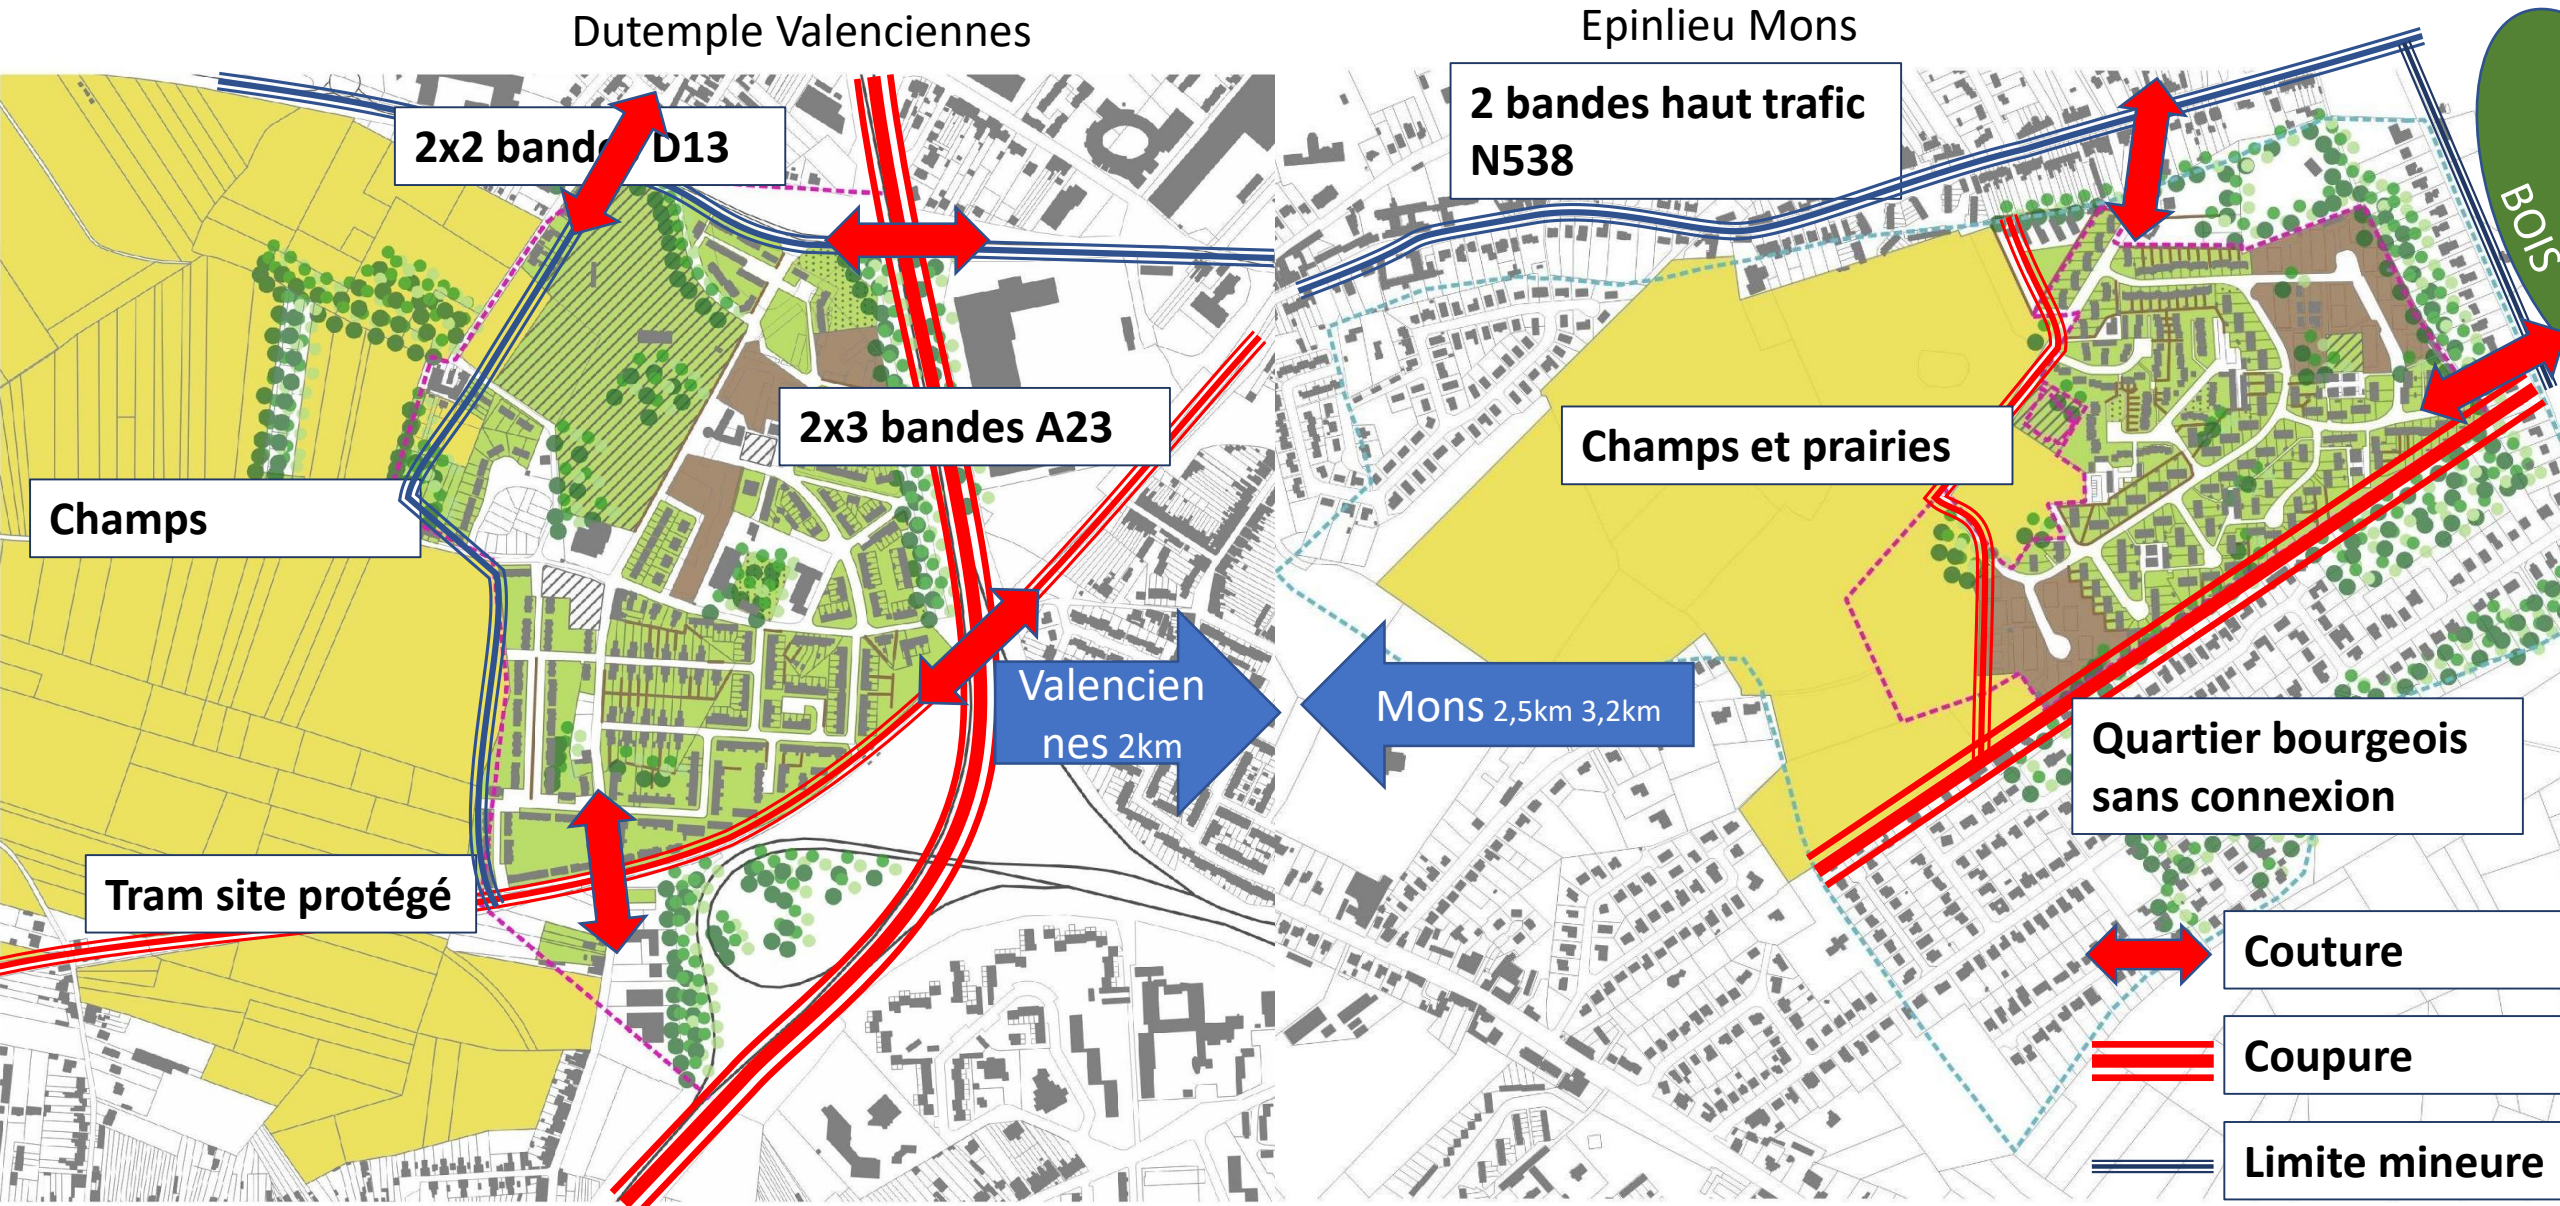 Dutemple Valenciennes
2x2 bande D13
2x3 bandes A23
Champs
Tram site protégé
Valencien
nes 2km
Epinlieu Mons
2 bandes haut trafic
N538
BOIS
Champs et prairies
Mons 2,5km 3,2km
Quartier bourgeois
sans connexion
Couture
Coupure
Limite mineure